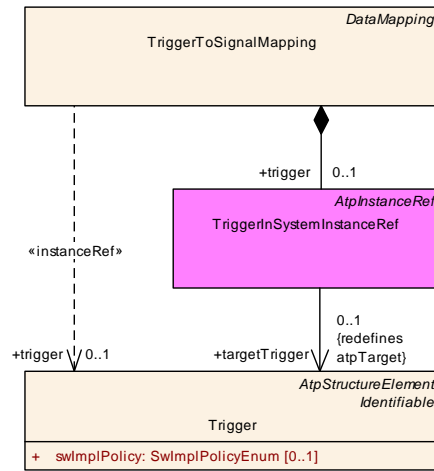 DataMapping
TriggerToSignalMapping
+trigger 0..1
AtpInstanceRef
TriggerInSystemInstanceRef
«instanceRef»
0..1
{redefines
+trigger 0..1 +targetTrigger atpTarget}
AtpStructureElement
Identifiable
Trigger
+ swImplPolicy: SwImplPolicyEnum [0..1]